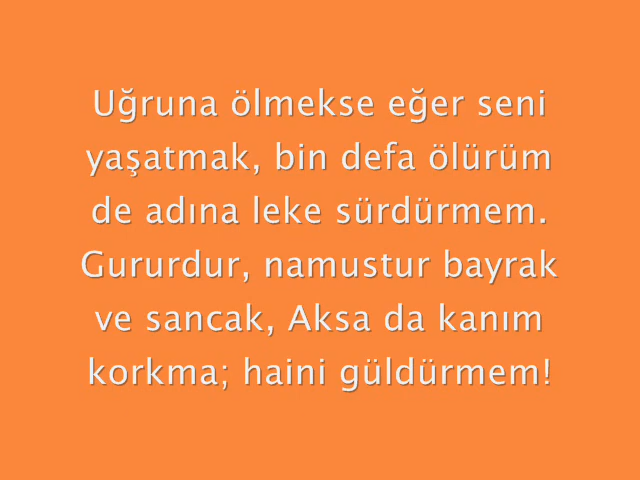 Uğruna ölmekse eğer seni
yaşatmak, bin defa ölürüm
de adına leke sürdürmem.
Gururdur, namustur bayrak
ve sancak, Aksa da kanım
korkma; haini güldürmem!